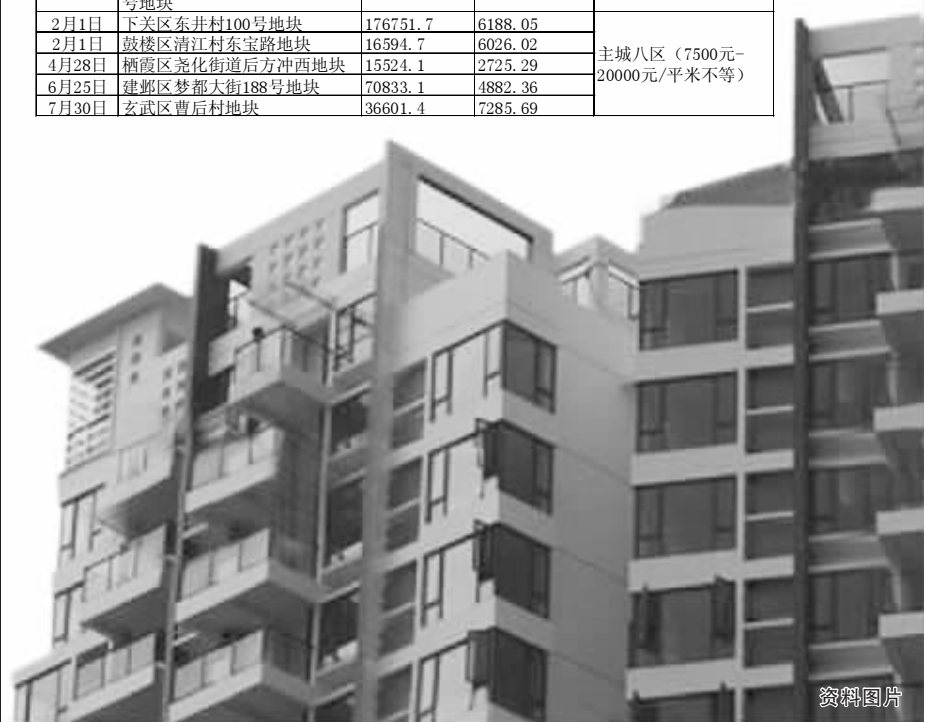 号地块
2月1日 下关区东井村100号地块 176751.7 6188.05
2月1日 鼓楼区清江村东宝路地块 16594.7 6026.02
4月28日 栖霞区尧化街道后方冲西地块 15524.1 2725.29
6月25日 建邺区梦都大街188号地块 70833.1 4882.36
7月30日 玄武区曹后村地块 36601.4 7285.69
主城八区（7500元-
20000元/平米不等）
资料图片